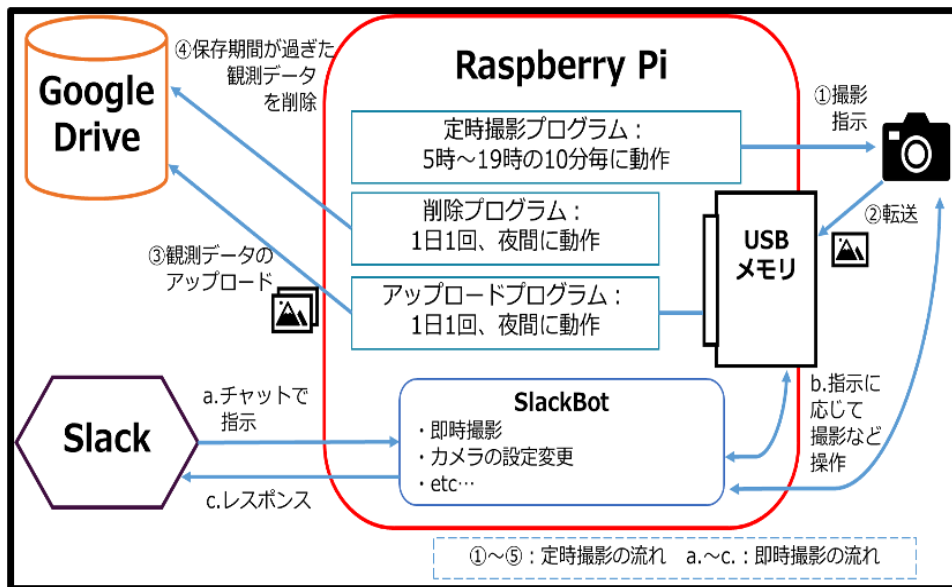 Google
Drive
④保存期間が過ぎた
観測データ
を削除
Raspberry Pi
①撮影
指示
定時撮影プログラム：
5時～19時の10分毎に動作
削除プログラム：
1日1回、夜間に動作
②転送
USB
メモリ
③観測データの
アップロード
アップロードプログラム：
1日1回、夜間に動作
Slack
a.チャットで
指示
c.レスポンス
SlackBot
・即時撮影
・カメラの設定変更
・etc…
b.指示に
応じて
撮影など
操作
①～⑤：定時撮影の流れ　a.～c.：即時撮影の流れ